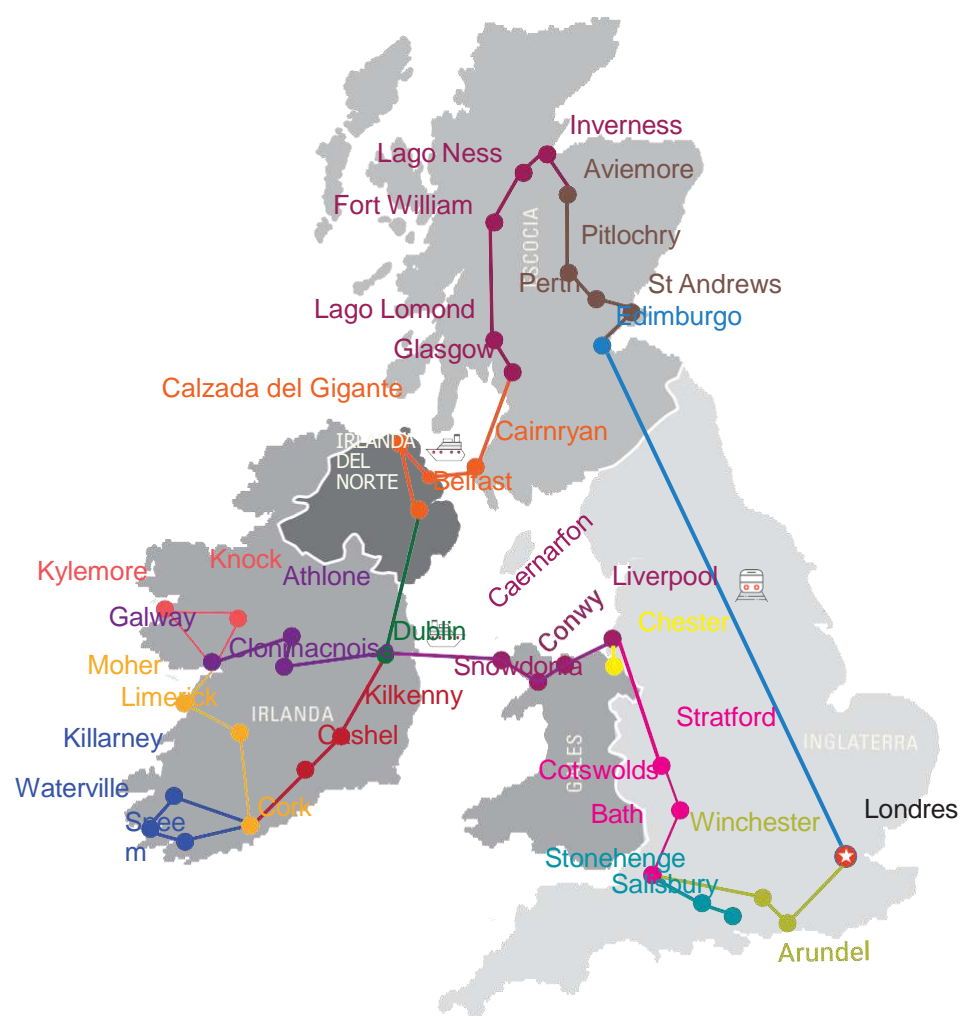 Inverness
Lago Ness
Aviemore
Fort William
Pitlochry
ESCOCIA
Perth
St Andrews
Lago Lomond
Edimburgo
Glasgow
Calzada del Gigante
Cairnryan
IRLANDA
DEL
NORTE
Belfast
Caernarfon
Knock
Kylemore
Athlone
Liverpool
Conwy
Galway
Chester
Dublin
Clonmacnoise
Snowdonia
Moher
Limerick
Kilkenny
IRLANDA
Stratford
Killarney
Cashel
INGLATERRA
GALES
Cotswolds
Waterville
Cork
Londres
Bath
Winchester
Sneem
Stonehenge
Salisbury
Arundel